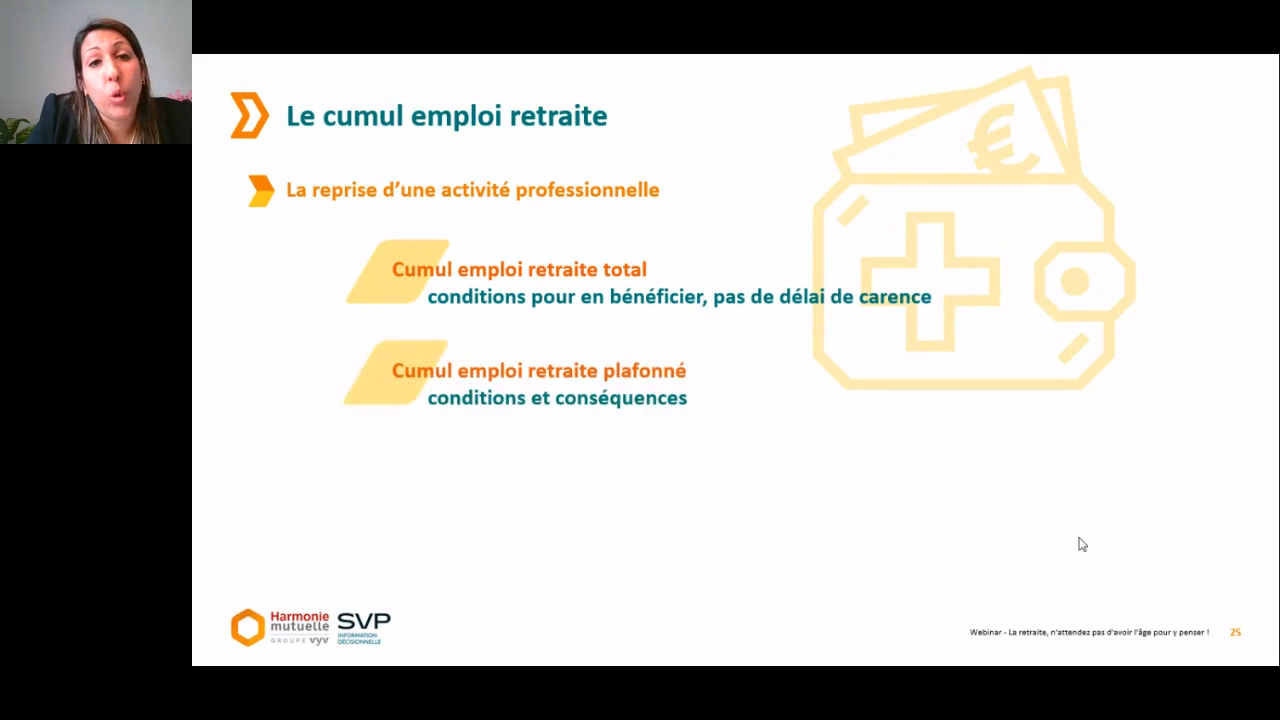 Le cumul emploi retraite
La reprise d’une activité professionnelle
Cumul emploi retraite total
conditions pour en bénéficier, pas de délai de carence
Cumul emploi retraite plafonné
conditions et conséquences
Harmonie
mutuelle
GROUPE vyv
SVP
INFORMATION
DÉCISIONNELLE
Webinar - La retraite, n'attendez pas d'avoir l'âge pour y penser !
25